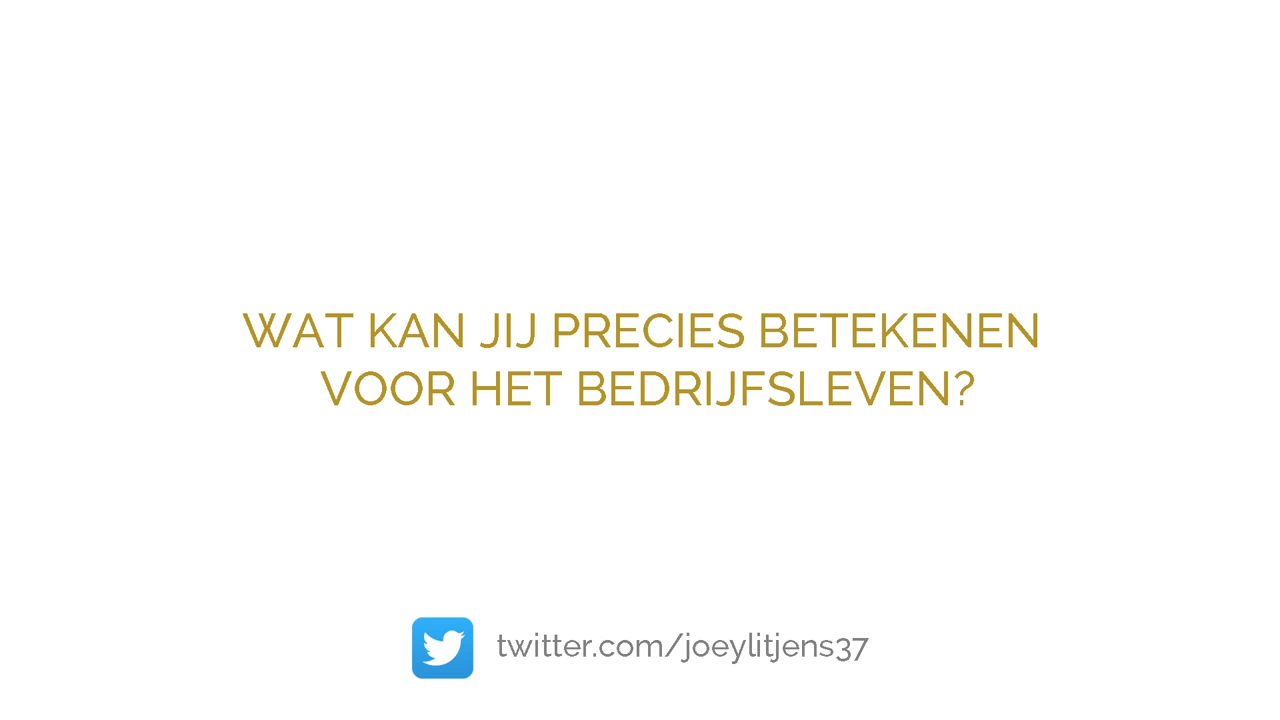 WAT KAN JIJ PRECIES BETEKENEN
VOOR HET BEDRIJFSLEVEN?
twitter.com/joeylitjens37